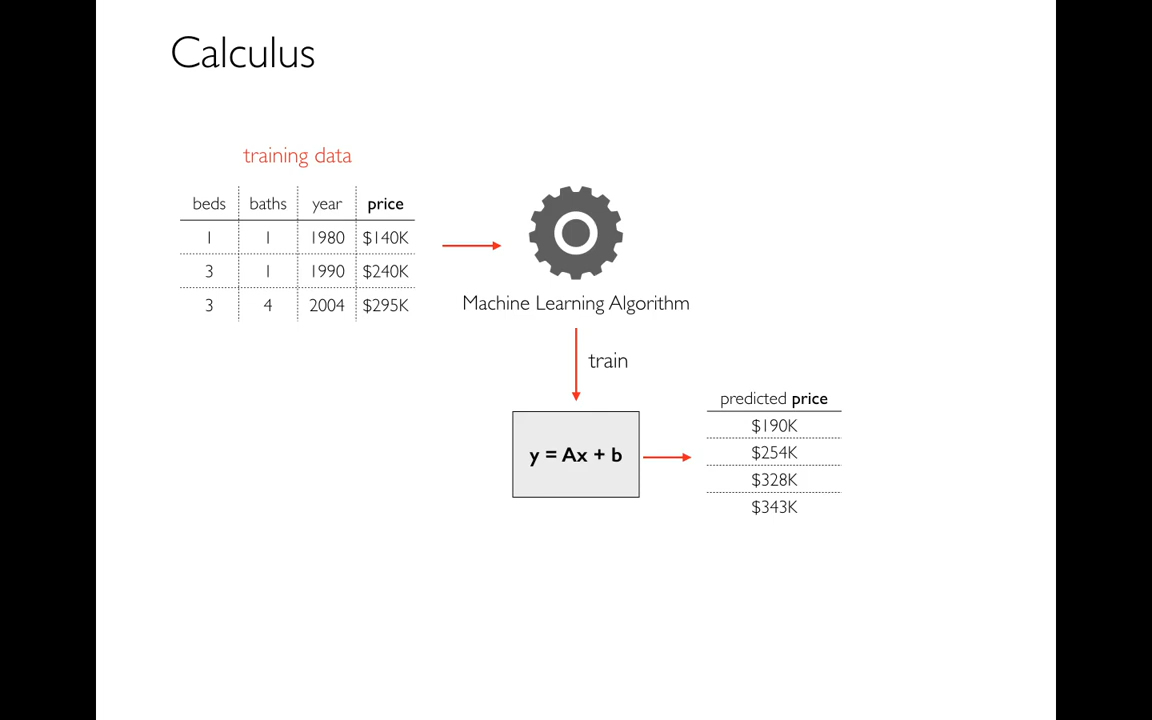 Calculus
training data
beds baths year price
1 1 1980 $140K
3 1 1990 $240K
3 4 2004 $295K
Machine Learning Algorithm
train
y = Ax + b
predicted price
$190K
$254K
$328K
$343K